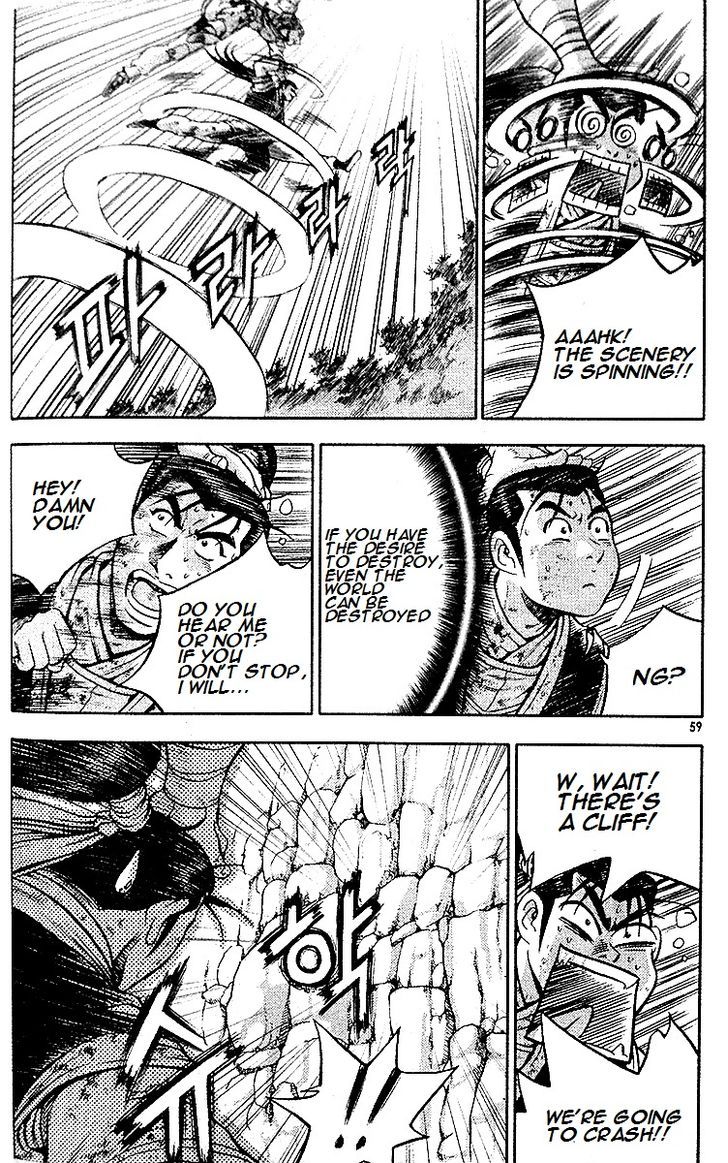 파라라락
AAAHK!
THE SCENERY
IS SPINNING!!
HEY!
DAMN
YOU!
DO YOU
HEAR ME
OR NOT?
IF YOU
DON'T STOP,
I WILL...
IF YOU HAVE
THE DESIRE
TO DESTROY,
EVEN THE
WORLD
CAN BE
DESTROYED
NG?
59
슈
학
!!
W, WAIT!
THERE'S
A CLIFF!
WE'RE GOING
TO CRASH!!